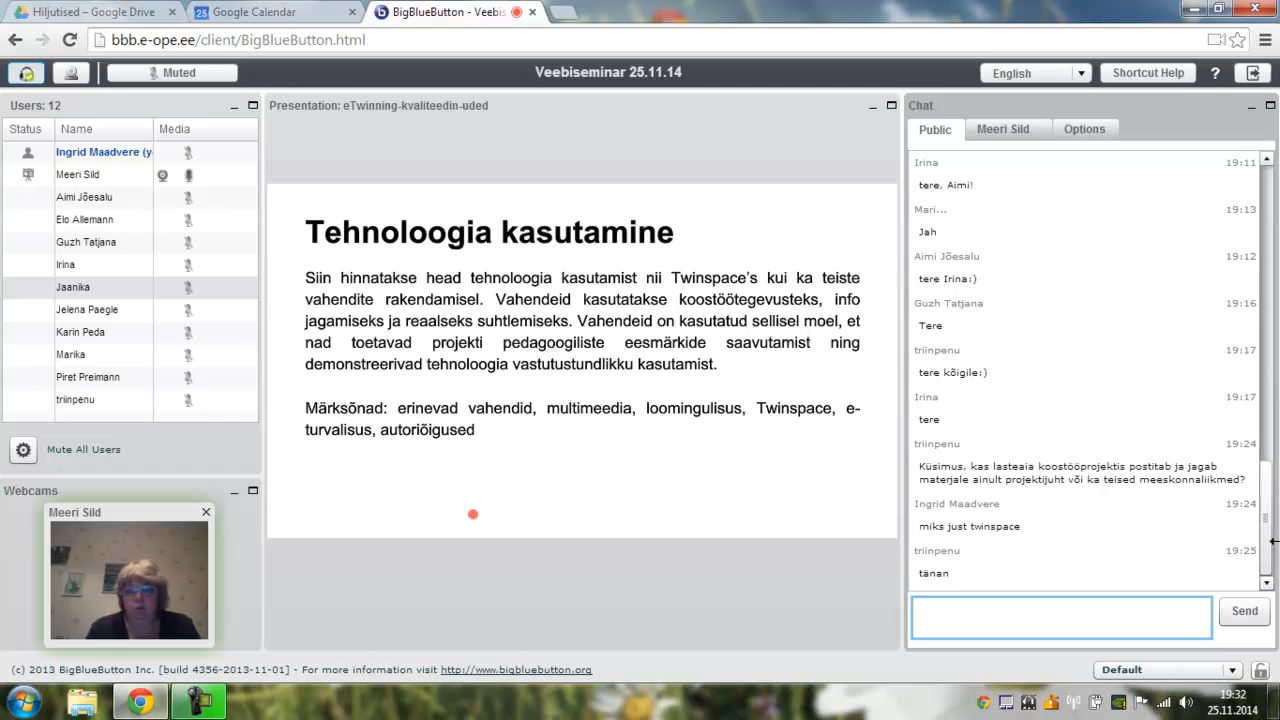 Hiljutised – Google Drive
Google Calendar
BigBlueButton - Veebis
bbb.e-ope.ee/client/BigBlueButton.html
Muted
Veebiseminar 25.11.14
English
Shortcut Help
?
Users: 12
Status
Name
Media
Ingrid Maadvere (y
Meeri Sild
Aimi Jõesalu
Elo Allemann
Guzh Tatjana
Irina
Jaanika
Jelena Paegle
Karin Peda
Marika
Piret Preimann
triinpenu
Mute All Users
Webcams
Meeri Sild
Presentation: eTwinning-kvaliteedin-uded
Tehnoloogia kasutamine
Siin hinnatakse head tehnoloogia kasutamist nii Twinspace's kui ka teiste
vahendite rakendamisel. Vahendeid kasutatakse koostöötegevusteks, info
jagamiseks ja reaalseks suhtlemiseks. Vahendeid on kasutatud sellisel moel, et
nad toetavad projekti pedagoogiliste eesmärkide saavutamist ning
demonstreerivad tehnoloogia vastutustundlikku kasutamist.
Märksõnad: erinevad vahendid, multimeedia, loomingulisus, Twinspace, e-
turvalisus, autoriõigused
Chat
Public
Meeri Sild
Options
Irina 19:11
tere, Aimi!
Mari... 19:13
Jah
Aimi Jõesalu 19:12
tere Irina:)
Guzh Tatjana 19:16
Tere
triinpenu 19:17
tere kõigile:)
Irina 19:17
tere
triinpenu 19:24
Küsimus, kas lasteaia koostööprojektis postitab ja jagab
materjale ainult projektijuht või ka teised meeskonnaliikmed?
Ingrid Maadvere 19:24
miks just twinspace
triinpenu 19:25
tänan
Send
(c) 2013 BigBlueButton Inc. [build 4356-2013-11-01] - For more information visit http://www.bigbluebutton.org
Default
19:32
25.11.2014